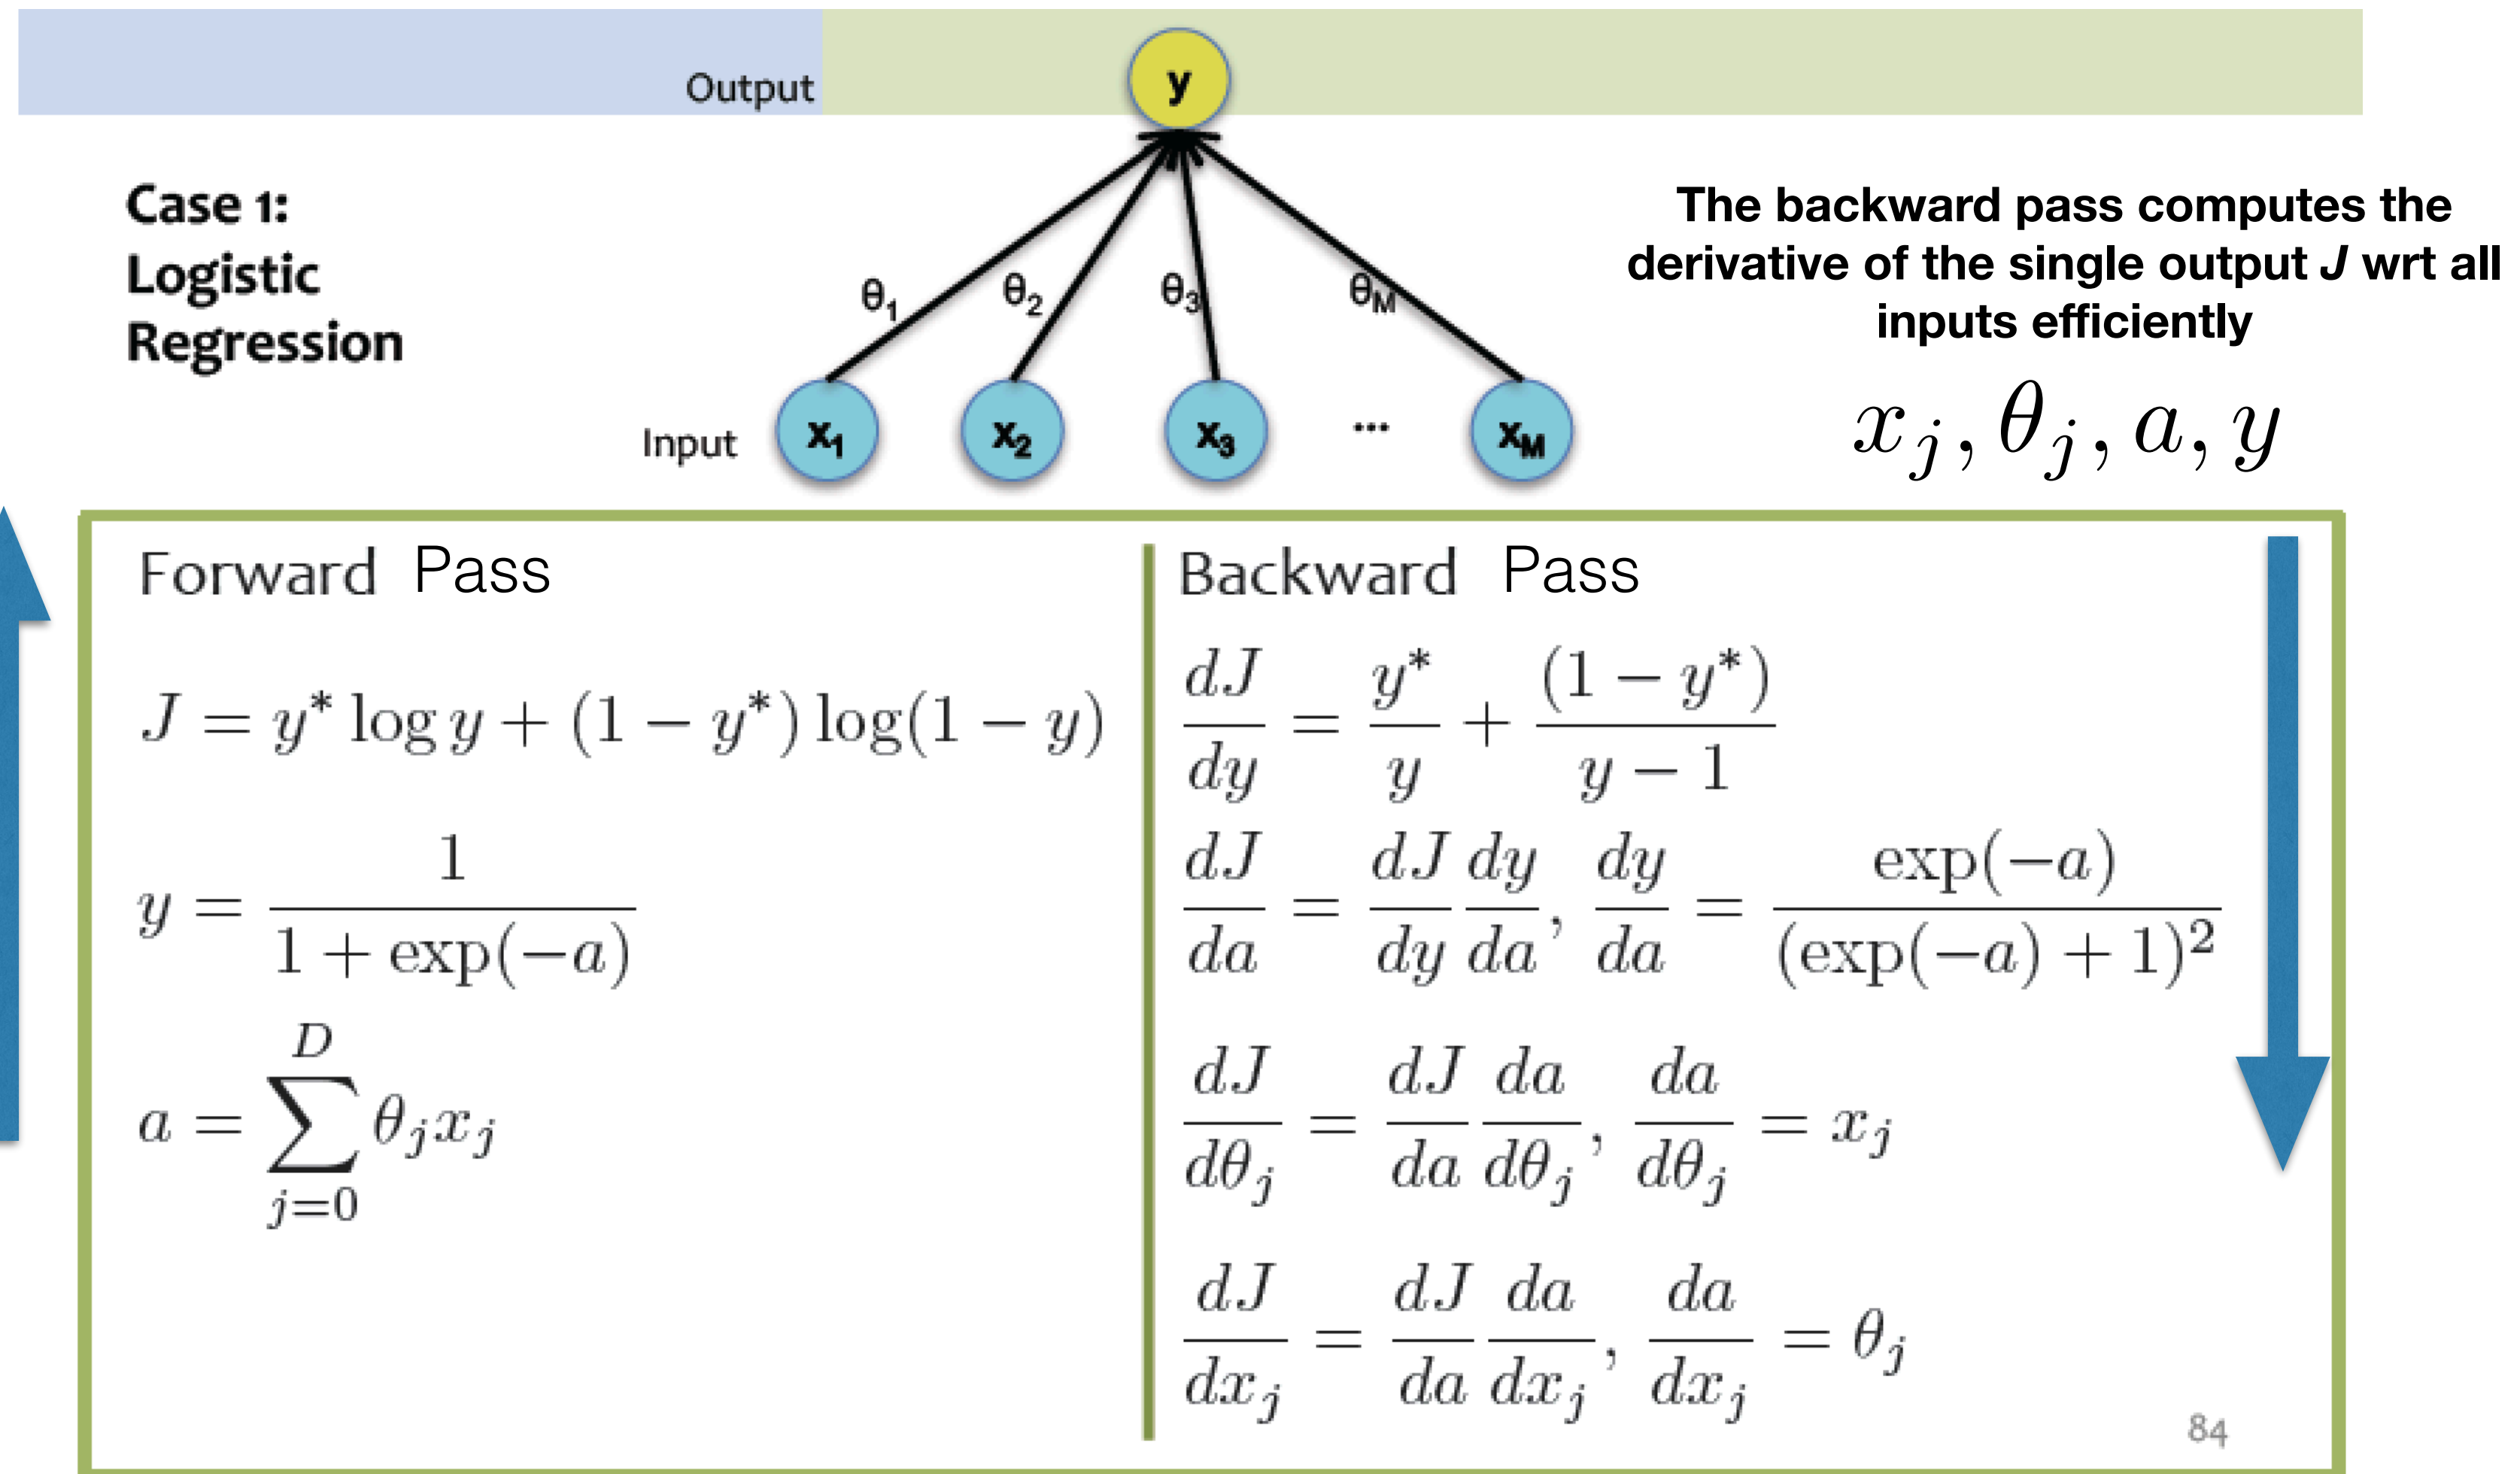 Output
y
Case 1:
Logistic
Regression
The backward pass computes the
derivative of the single output J wrt all
inputs efficiently
x_j, θ_j, a, y
θ₁ θ₂ θ₃ θ_M
Input x₁ x₂ x₃ ... x_M
Forward Pass
J = y* log y + (1 − y*) log(1 − y)
y = 1 / (1 + exp(−a))
a = ∑_{j=0}^{D} θ_j x_j
Backward Pass
dJ/dy = y*/y + (1 − y*)/(y − 1)
dJ/da = dJ/dy dy/da, dy/da = exp(−a)/(exp(−a) + 1)²
dJ/dθ_j = dJ/da da/dθ_j, da/dθ_j = x_j
dJ/dx_j = dJ/da da/dx_j, da/dx_j = θ_j
84